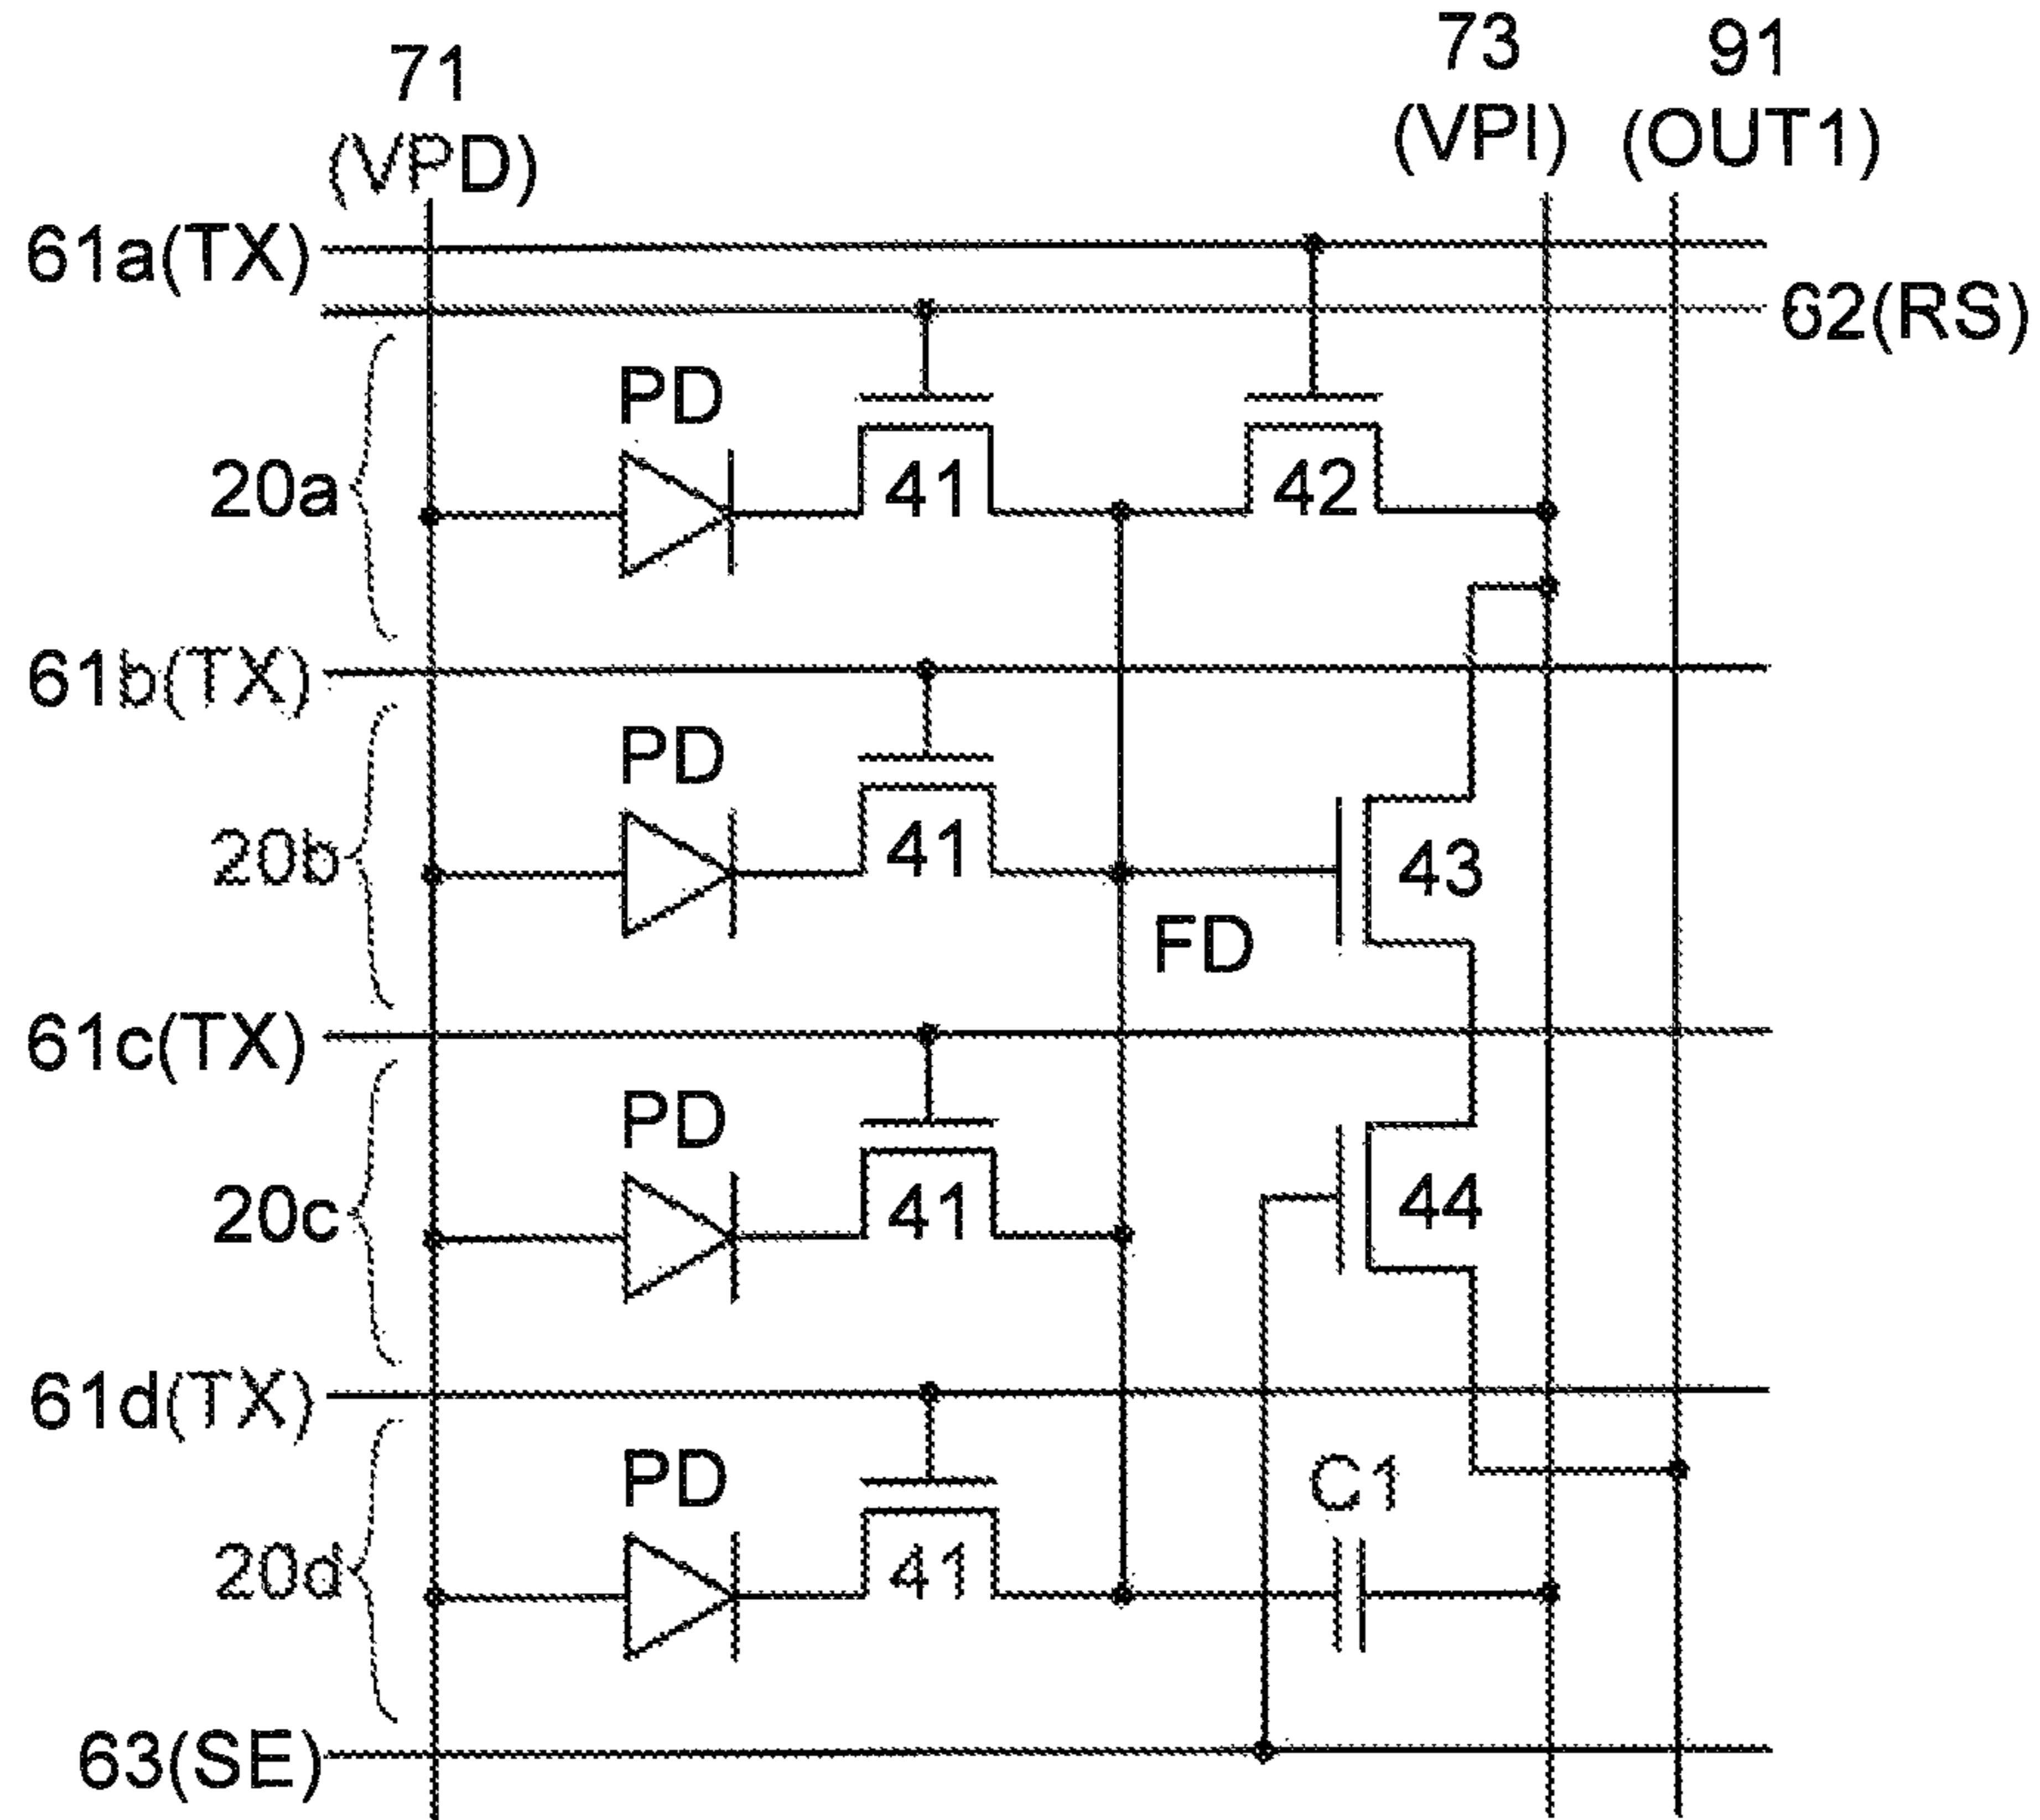 71
(VPD)
73
(VPI)
91
(OUT1)
61a(TX)
62(RS)
PD
41
42
20a
61b(TX)
PD
41
43
20b
FD
61c(TX)
PD
41
44
20c
61d(TX)
PD
41
C1
20d
63(SE)